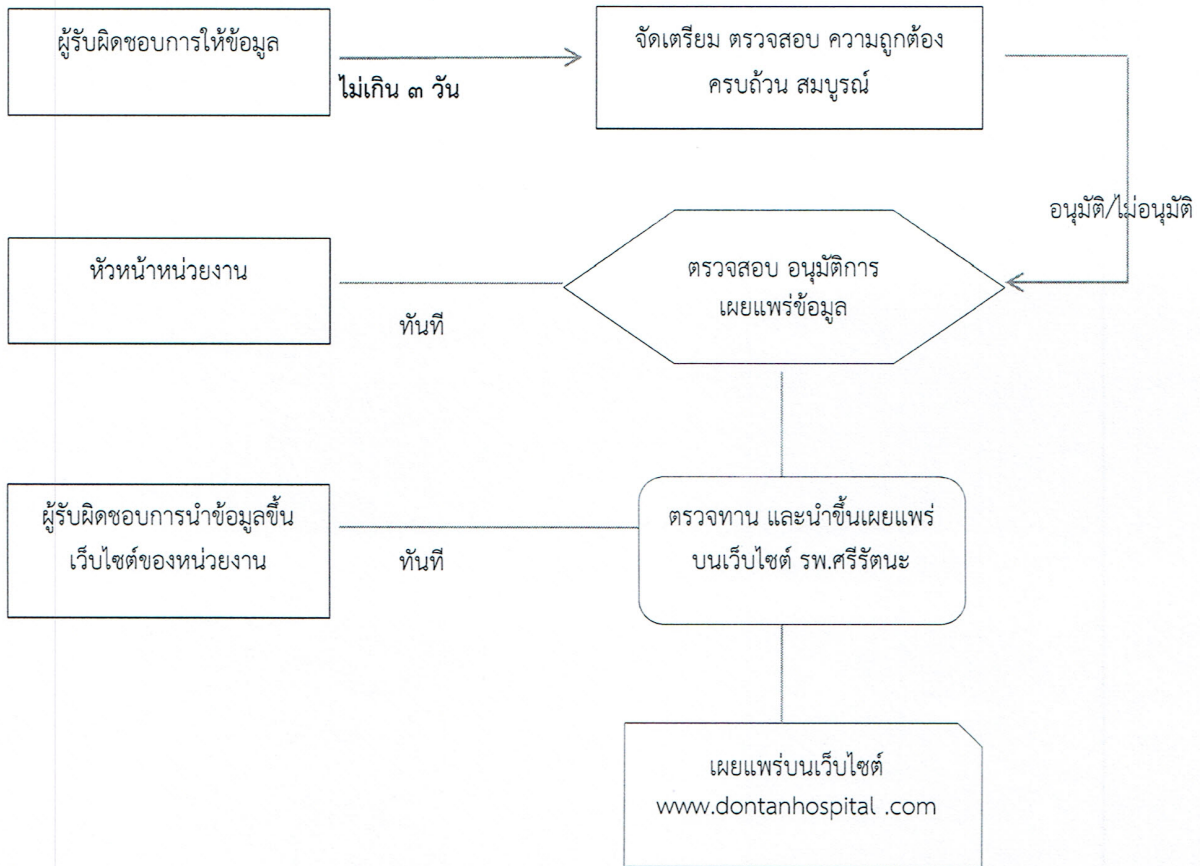 ผู้รับผิดชอบการให้ข้อมูล
ไม่เกิน ๓ วัน
จัดเตรียม ตรวจสอบ ความถูกต้อง
ครบถ้วน สมบูรณ์
อนุมัติ/ไม่อนุมัติ
หัวหน้าหน่วยงาน
ทันที
ตรวจสอบ อนุมัติการ
เผยแพร่ข้อมูล
ผู้รับผิดชอบการนำข้อมูลขึ้น
เว็บไซต์ของหน่วยงาน
ทันที
ตรวจทาน และนำขึ้นเผยแพร่
บนเว็บไซต์ รพ.ศรีรัตนะ
เผยแพร่บนเว็บไซต์
www.dontanhospital .com